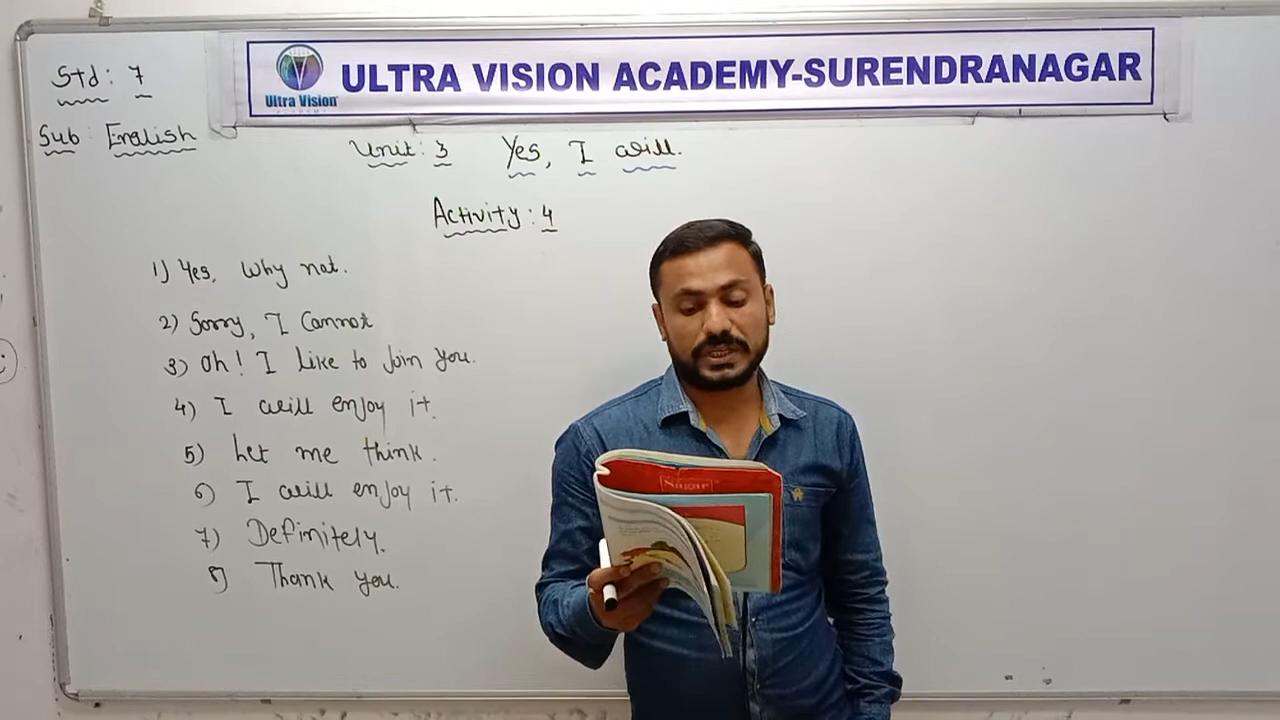 Std: 7
ULTRA VISION ACADEMY-SURENDRANAGAR
Ultra Vision
ACADEMY
Sub: English
Unit: 3 Yes, I will.
Activity: 4
1) Yes, Why not.
2) Sorry, I Cannot
3) Oh! I Like to Join you.
4) I will enjoy it.
5) Let me think.
6) I will enjoy it.
7) Definitely.
8) Thank you.
Nagar